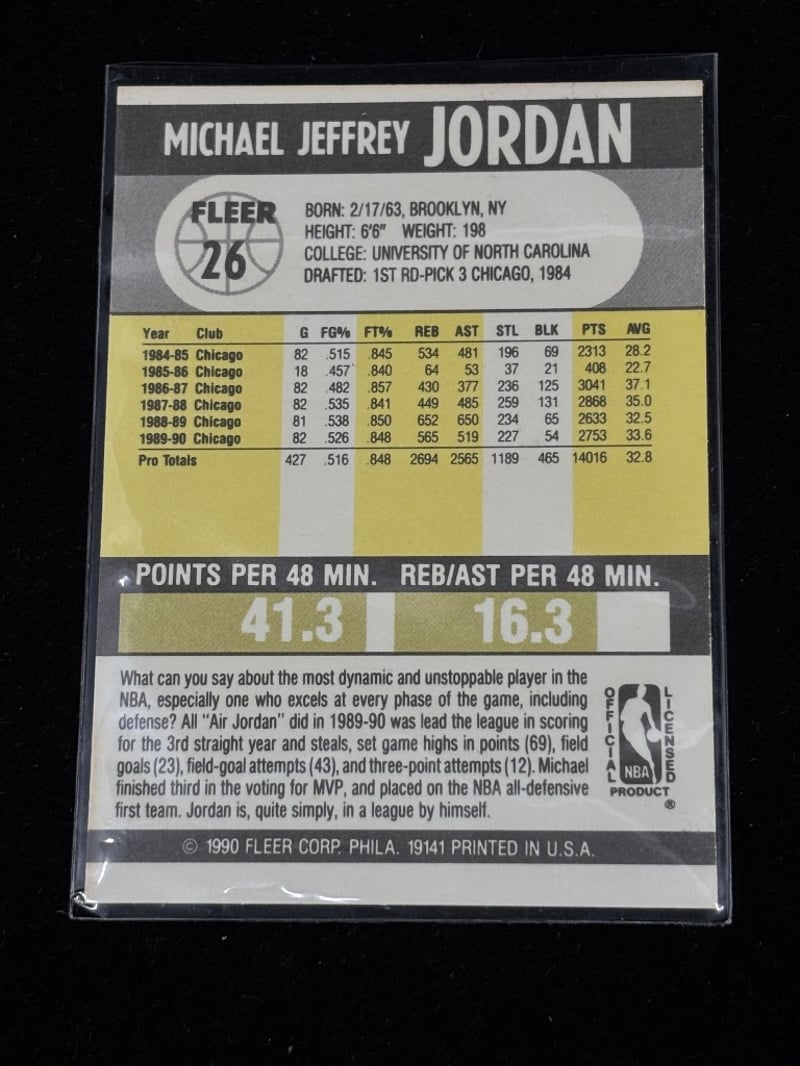 MICHAEL JEFFREY JORDAN
FLEER
26
BORN: 2/17/63, BROOKLYN, NY
HEIGHT: 6'6" WEIGHT: 198
COLLEGE: UNIVERSITY OF NORTH CAROLINA
DRAFTED: 1ST RD-PICK 3 CHICAGO, 1984
Year Club G FG% FT% REB AST STL BLK PTS AVG
1984-85 Chicago 82 .515 .845 534 481 196 69 2313 28.2
1985-86 Chicago 18 .457 .840 64 53 37 21 408 22.7
1986-87 Chicago 82 .482 .857 430 377 236 125 3041 37.1
1987-88 Chicago 82 .535 .841 449 485 259 131 2868 35.0
1988-89 Chicago 81 .538 .850 652 650 234 65 2633 32.5
1989-90 Chicago 82 .526 .848 565 519 227 54 2753 33.6
Pro Totals 427 .516 .848 2694 2565 1189 465 14016 32.8
POINTS PER 48 MIN. REB/AST PER 48 MIN.
41.3 16.3
What can you say about the most dynamic and unstoppable player in the
NBA, especially one who excels at every phase of the game, including
defense? All "Air Jordan" did in 1989-90 was lead the league in scoring
for the 3rd straight year and steals, set game highs in points (69), field
goals (23), field-goal attempts (43), and three-point attempts (12). Michael
finished third in the voting for MVP, and placed on the NBA all-defensive
first team. Jordan is, quite simply, in a league by himself.
OFFICIAL
LICENSED
NBA
PRODUCT
®
© 1990 FLEER CORP. PHILA. 19141 PRINTED IN U.S.A.